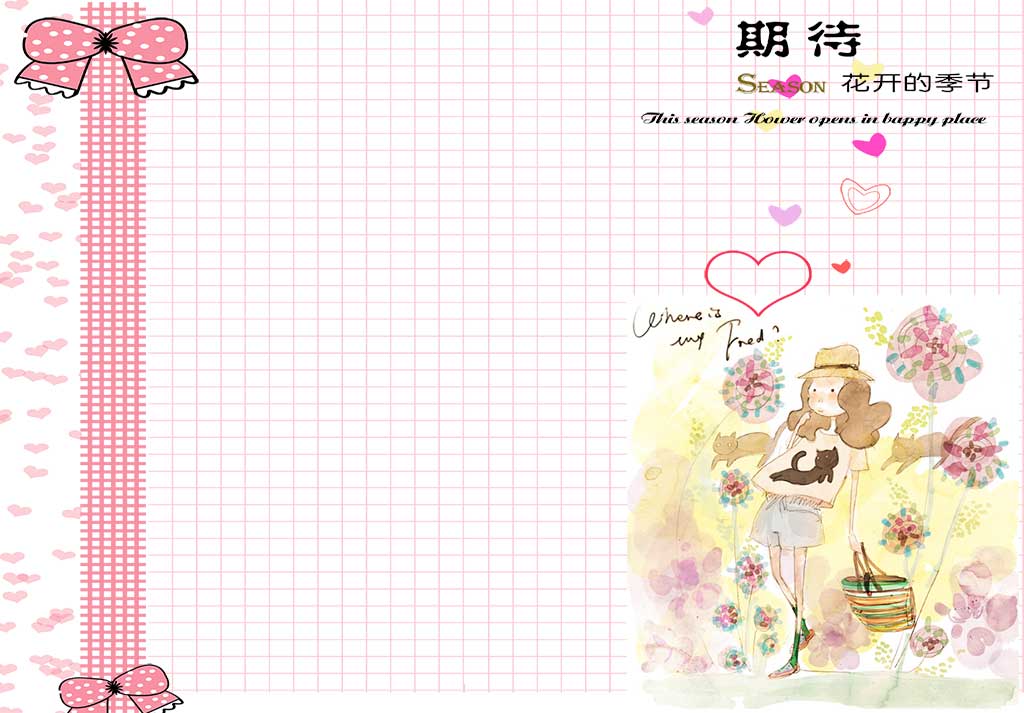 期待
SEASON 花开的季节
This season Flower opens in happy place
Where is
my Fred?